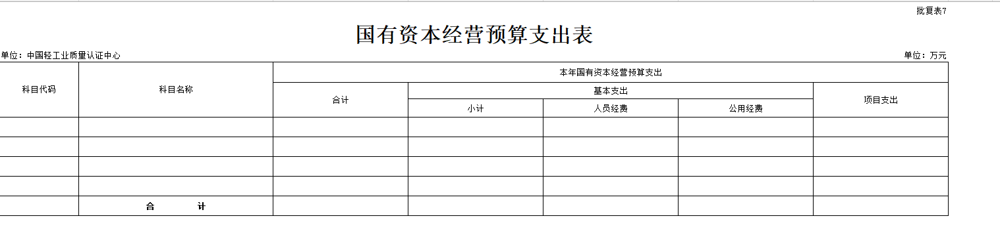 批复表7
国有资本经营预算支出表
单位：中国轻工业质量认证中心 单位：万元
科目代码 科目名称 本年国有资本经营预算支出
合计 基本支出 项目支出
小计 人员经费 公用经费
合 计